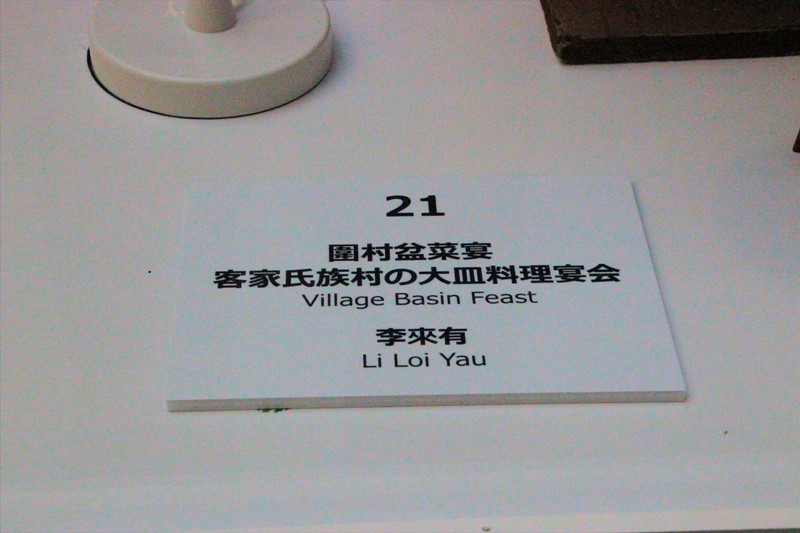 21
圍村盆菜宴
客家氏族村の大皿料理宴会
Village Basin Feast
李來有
Li Loi Yau